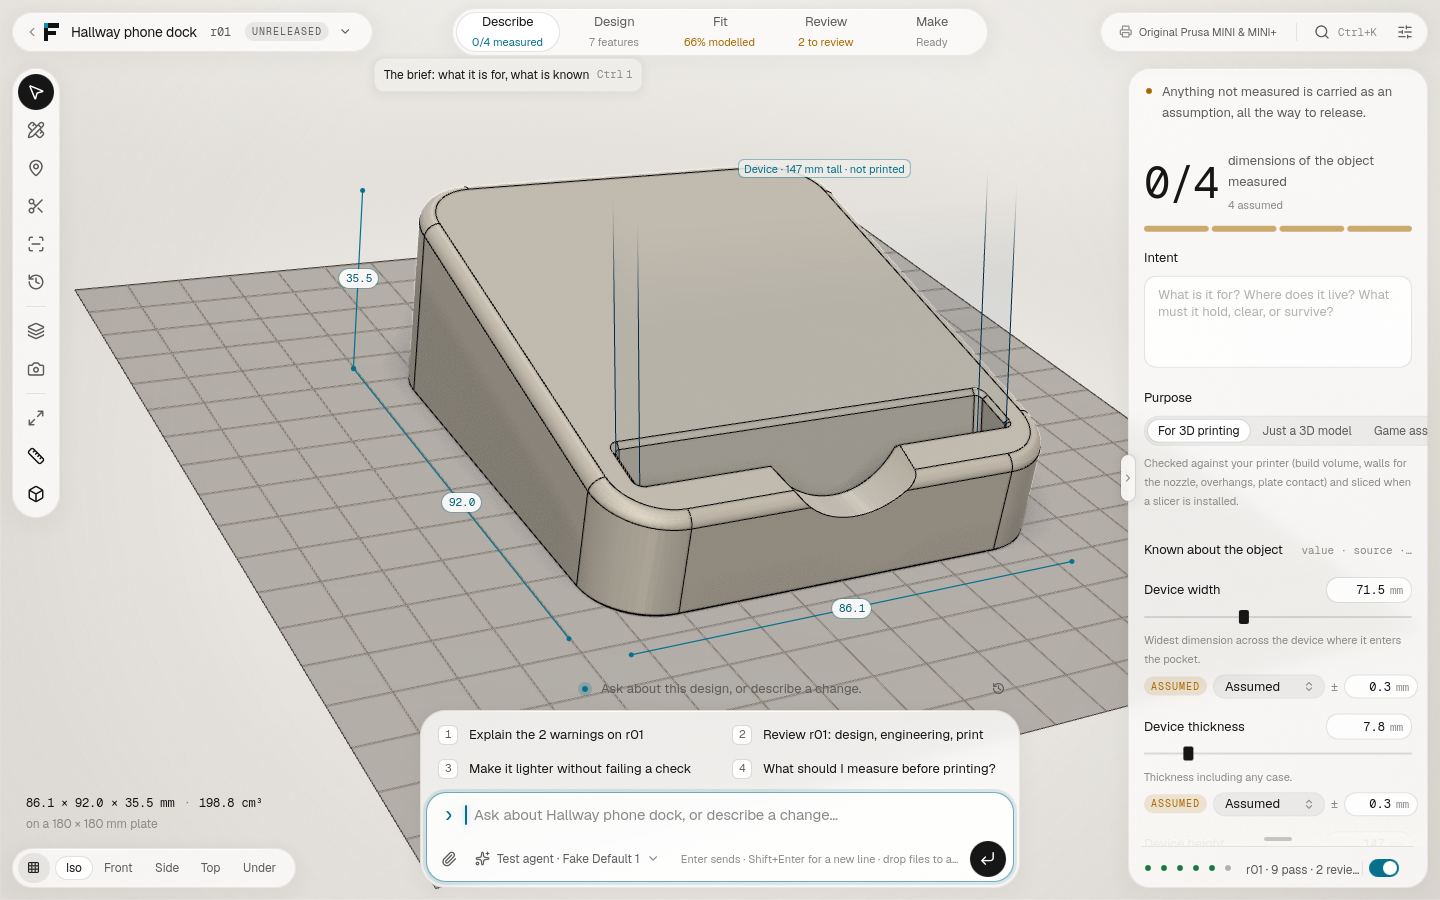 Hallway phone dock r01 UNRELEASED
Describe
0/4 measured
Design
7 features
Fit
66% modelled
Review
2 to review
Make
Ready
Original Prusa MINI & MINI+
Ctrl+K
The brief: what it is for, what is known Ctrl 1
Device · 147 mm tall · not printed
35.5
92.0
86.1
Anything not measured is carried as an
assumption, all the way to release.
0/4
dimensions of the object
measured
4 assumed
Intent
What is it for? Where does it live? What
must it hold, clear, or survive?
Purpose
For 3D printing Just a 3D model Game ass
Checked against your printer (build volume, walls for
the nozzle, overhangs, plate contact) and sliced when
a slicer is installed.
Known about the object value · source ·…
Device width 71.5 mm
Widest dimension across the device where it enters
the pocket.
ASSUMED Assumed ± 0.3 mm
Device thickness 7.8 mm
Thickness including any case.
ASSUMED Assumed ± 0.3 mm
Device height 147 mm
r01 · 9 pass · 2 revie…
Ask about this design, or describe a change.
1 Explain the 2 warnings on r01
2 Review r01: design, engineering, print
3 Make it lighter without failing a check
4 What should I measure before printing?
Ask about Hallway phone dock, or describe a change…
Test agent · Fake Default 1
Enter sends · Shift+Enter for a new line · drop files to a…
86.1 × 92.0 × 35.5 mm · 198.8 cm³
on a 180 × 180 mm plate
Iso Front Side Top Under